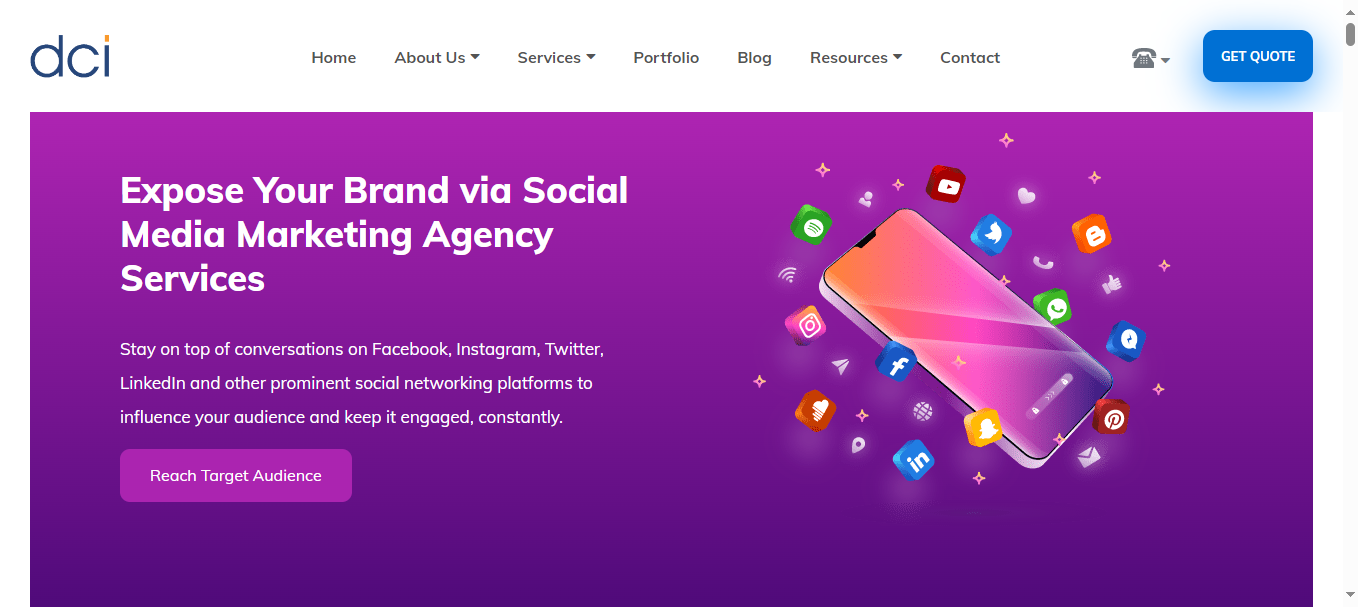 dci
Home About Us Services Portfolio Blog Resources Contact
GET QUOTE
Expose Your Brand via Social
Media Marketing Agency
Services
Stay on top of conversations on Facebook, Instagram, Twitter,
LinkedIn and other prominent social networking platforms to
influence your audience and keep it engaged, constantly.
Reach Target Audience